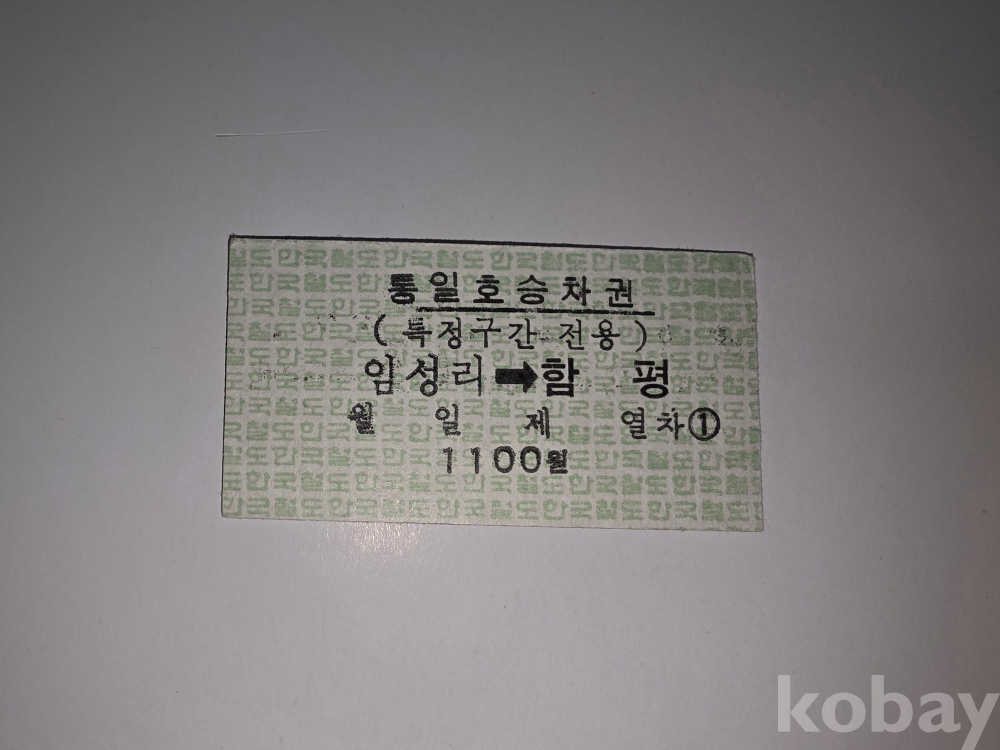 통일호승차권
(특정구간 전용)
임성리 ➡ 함 평
월 일 제 열차①
1100원
kobay